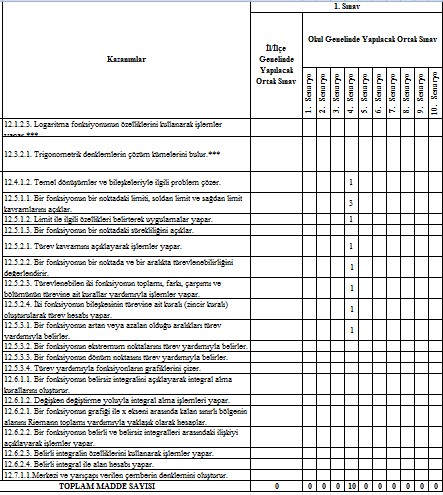 1. Sınav
Kazanımlar
İl/İlçe Genelinde Yapılacak Ortak Sınav
Okul Genelinde Yapılacak Ortak Sınav
1. Senaryo
2. Senaryo
3. Senaryo
4. Senaryo
5. Senaryo
6. Senaryo
7. Senaryo
8. Senaryo
9. Senaryo
10. Senaryo
12.1.2.3. Logaritma fonksiyonunun özelliklerini kullanarak işlemler
yapar.***
12.3.2.1. Trigonometrik denklemlerin çözüm kümelerini bulur.***
12.4.1.2. Temel dönüşümler ve bileşkeleriyle ilgili problem çözer. 1
12.5.1.1. Bir fonksiyonun bir noktadaki limiti, soldan limit ve sağdan limit
kavramlarını açıklar. 3
12.5.1.2. Limit ile ilgili özellikleri belirterek uygulamalar yapar. 1
12.5.1.3. Bir fonksiyonun bir noktadaki sürekliliğini açıklar.
12.5.2.1. Türev kavramını açıklayarak işlemler yapar. 1
12.5.2.2. Bir fonksiyonun bir noktada ve bir aralıkta türevlenebilirliğini
değerlendirir. 1
12.5.2.3. Türevlenebilen iki fonksiyonun toplamı, farkı, çarpımı ve
bölümünün türevine ait kurallar yardımıyla işlemler yapar. 1
12.5.2.4. İki fonksiyonun bileşkesinin türevine ait kuralı (zincir kuralı)
oluşturularak türev hesabı yapar. 1
12.5.3.1. Bir fonksiyonun artan veya azalan olduğu aralıkları türev
yardımıyla belirler. 1
12.5.3.2. Bir fonksiyonun ekstremum noktalarını türev yardımıyla belirler.
12.5.3.3. Bir fonksiyonun dönüm noktasını türev yardımıyla belirler.
12.5.3.4. Türev yardımıyla fonksiyonların grafiklerini çizer.
12.6.1.1. Bir fonksiyonun belirsiz integralini açıklayarak integral alma
kurallarını oluşturur.
12.6.1.2. Değişken değiştirme yoluyla integral alma işlemleri yapar.
12.6.2.1. Bir fonksiyonun grafiği ile x ekseni arasında kalan sınırlı bölgenin
alanını Riemann toplamı yardımıyla yaklaşık olarak hesaplar.
12.6.2.2. Bir fonksiyonun belirli ve belirsiz integralleri arasındaki ilişkiyi
açıklayarak işlemler yapar.
12.6.2.3. Belirli integralin özelliklerini kullanarak işlemler yapar.
12.6.2.4. Belirli integral ile alan hesabı yapar.
12.7.1.1.Merkezi ve yarıçapı verilen çemberin denklemini oluşturur.
TOPLAM MADDE SAYISI 0 0 0 0 10 0 0 0 0 0 0